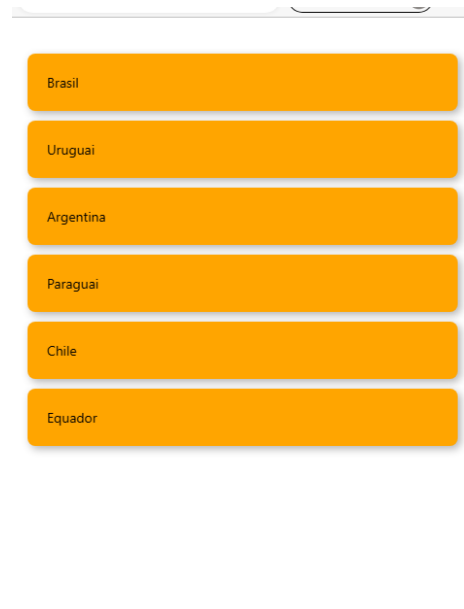 Brasil
Uruguai
Argentina
Paraguai
Chile
Equador